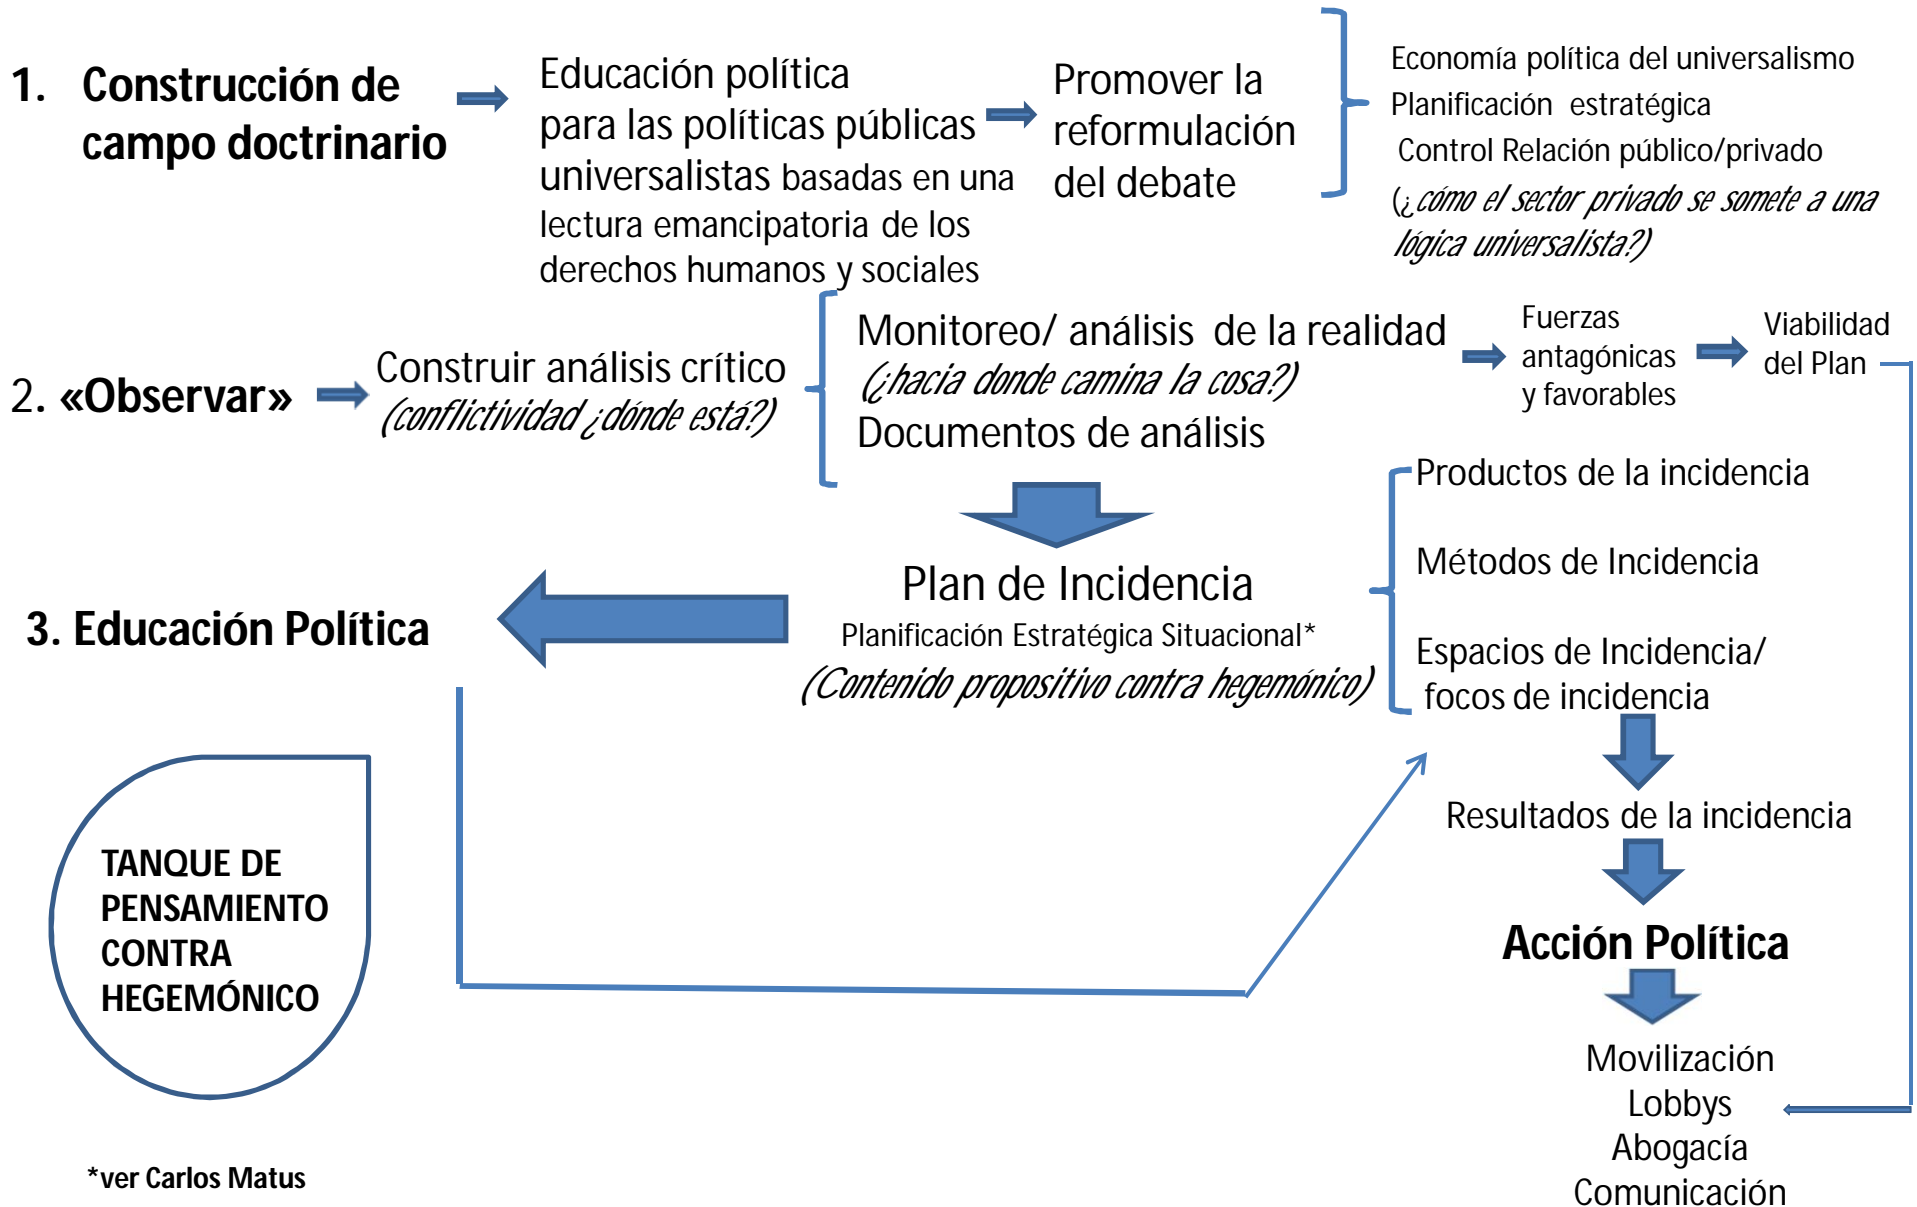 1. Construcción de
campo doctrinario
Educación política
para las políticas públicas
universalistas basadas en una
lectura emancipatoria de los
derechos humanos y sociales
Promover la
reformulación
del debate
Economía política del universalismo
Planificación estratégica
Control Relación público/privado
(¿cómo el sector privado se somete a una
lógica universalista?)
2. «Observar»
Construir análisis crítico
(conflictividad ¿dónde está?)
Monitoreo/ análisis de la realidad
(¿hacia donde camina la cosa?)
Documentos de análisis
Fuerzas
antagónicas
y favorables
Viabilidad
del Plan
Plan de Incidencia
Planificación Estratégica Situacional*
(Contenido propositivo contra hegemónico)
Productos de la incidencia
Métodos de Incidencia
Espacios de Incidencia/
focos de incidencia
3. Educación Política
Resultados de la incidencia
Acción Política
Movilización
Lobbys
Abogacía
Comunicación
TANQUE DE
PENSAMIENTO
CONTRA
HEGEMÓNICO
*ver Carlos Matus